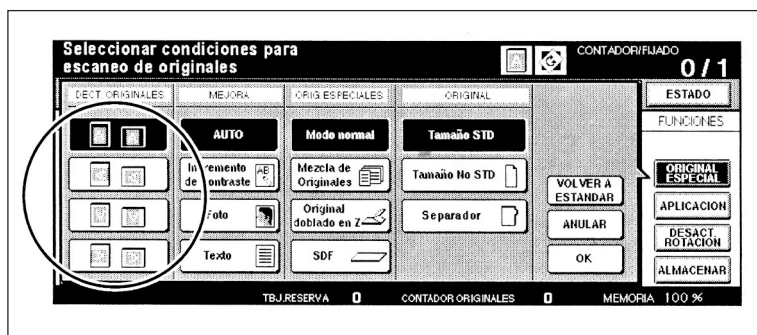 Seleccionar condiciones para
escaneo de originales
CONTADOR/FIJADO
0/1
DECT. ORIGINALES
MEJORA
ORIG.ESPECIALES
ORIGINAL
ESTADO
FUNCIONES
AUTO
Modo normal
Tamaño STD
Incremento
de contraste
AB
Mezcla de
Originales
Tamaño No STD
VOLVER A
ESTANDAR
ORIGINAL
ESPECIAL
Foto
Original
doblado en Z
Separador
ANULAR
APLICACION
DESACT.
ROTACIÓN
Texto
SDF
OK
ALMACENAR
TBJ.RESERVA 0
CONTADOR ORIGINALES 0
MEMORIA 100 %